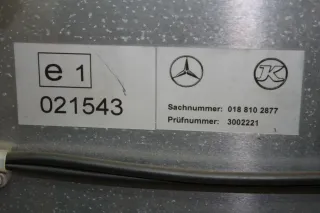 e 1
021543
K
Sachnummer: 018 810 2877
Prüfnummer: 3002221